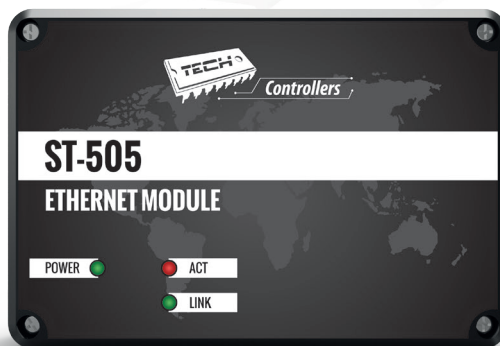 TECH
Controllers
ST-505
ETHERNET MODULE
POWER
ACT
LINK